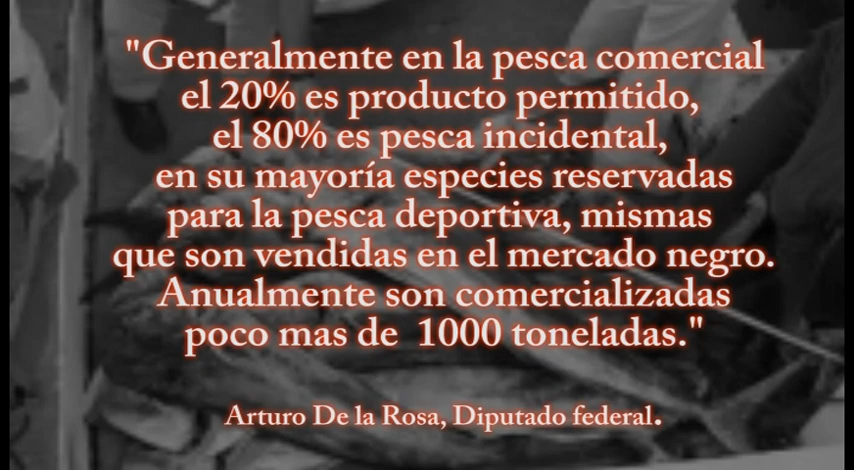 "Generalmente en la pesca comercial
el 20% es producto permitido,
el 80% es pesca incidental,
en su mayoría especies reservadas
para la pesca deportiva, mismas
que son vendidas en el mercado negro.
Anualmente son comercializadas
poco mas de 1000 toneladas."
Arturo De la Rosa, Diputado federal.